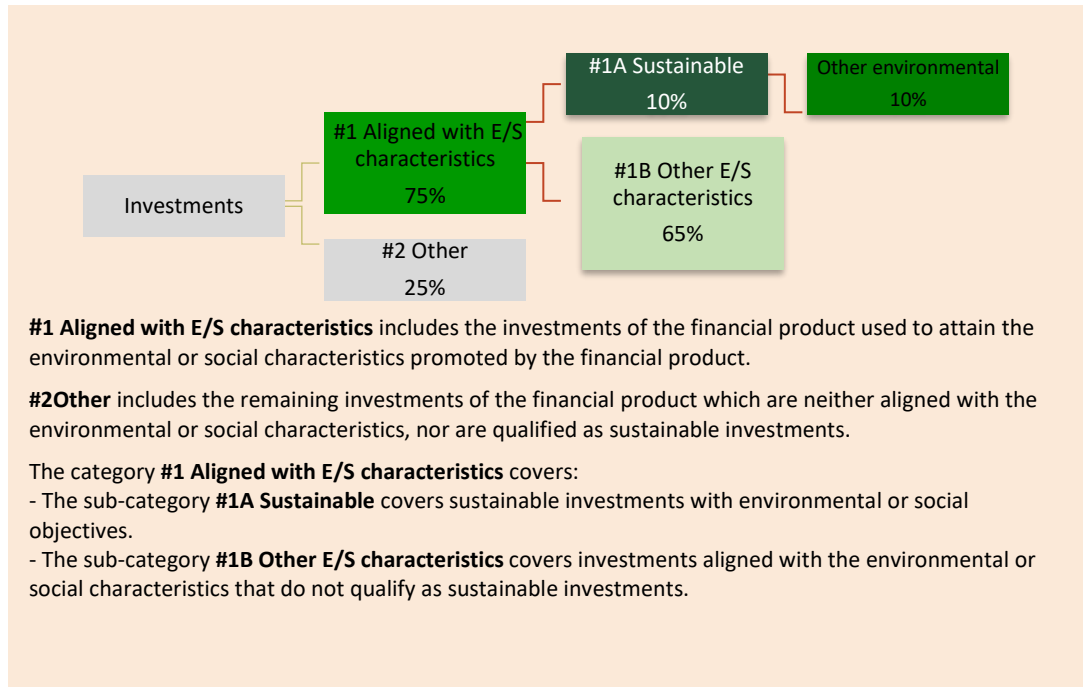 #1A Sustainable
10%
Other environmental
10%
#1 Aligned with E/S
characteristics
75%
#1B Other E/S
characteristics
65%
Investments
#2 Other
25%
#1 Aligned with E/S characteristics includes the investments of the financial product used to attain the
environmental or social characteristics promoted by the financial product.
#2Other includes the remaining investments of the financial product which are neither aligned with the
environmental or social characteristics, nor are qualified as sustainable investments.
The category #1 Aligned with E/S characteristics covers:
- The sub-category #1A Sustainable covers sustainable investments with environmental or social
objectives.
- The sub-category #1B Other E/S characteristics covers investments aligned with the environmental or
social characteristics that do not qualify as sustainable investments.